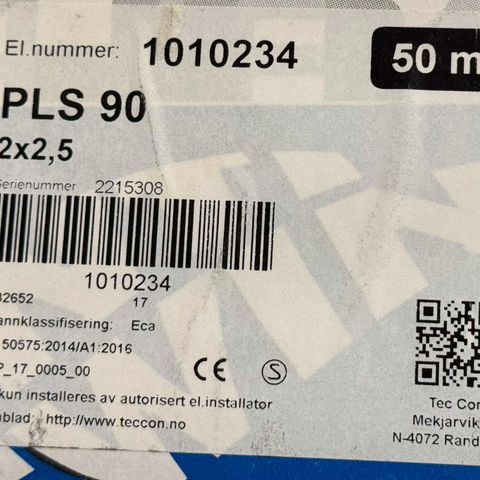 El.nummer: 1010234 50 m
PLS 90
2x2,5
Serienummer 2215308
1010234
32652 17
annklassifisering: Eca
50575:2014/A1:2016
P_17_0005_00
CE S
kun installeres av autorisert el.installatør
nblad: http://www.teccon.no
Tec Con
Mekjarvik
N-4072 Rand